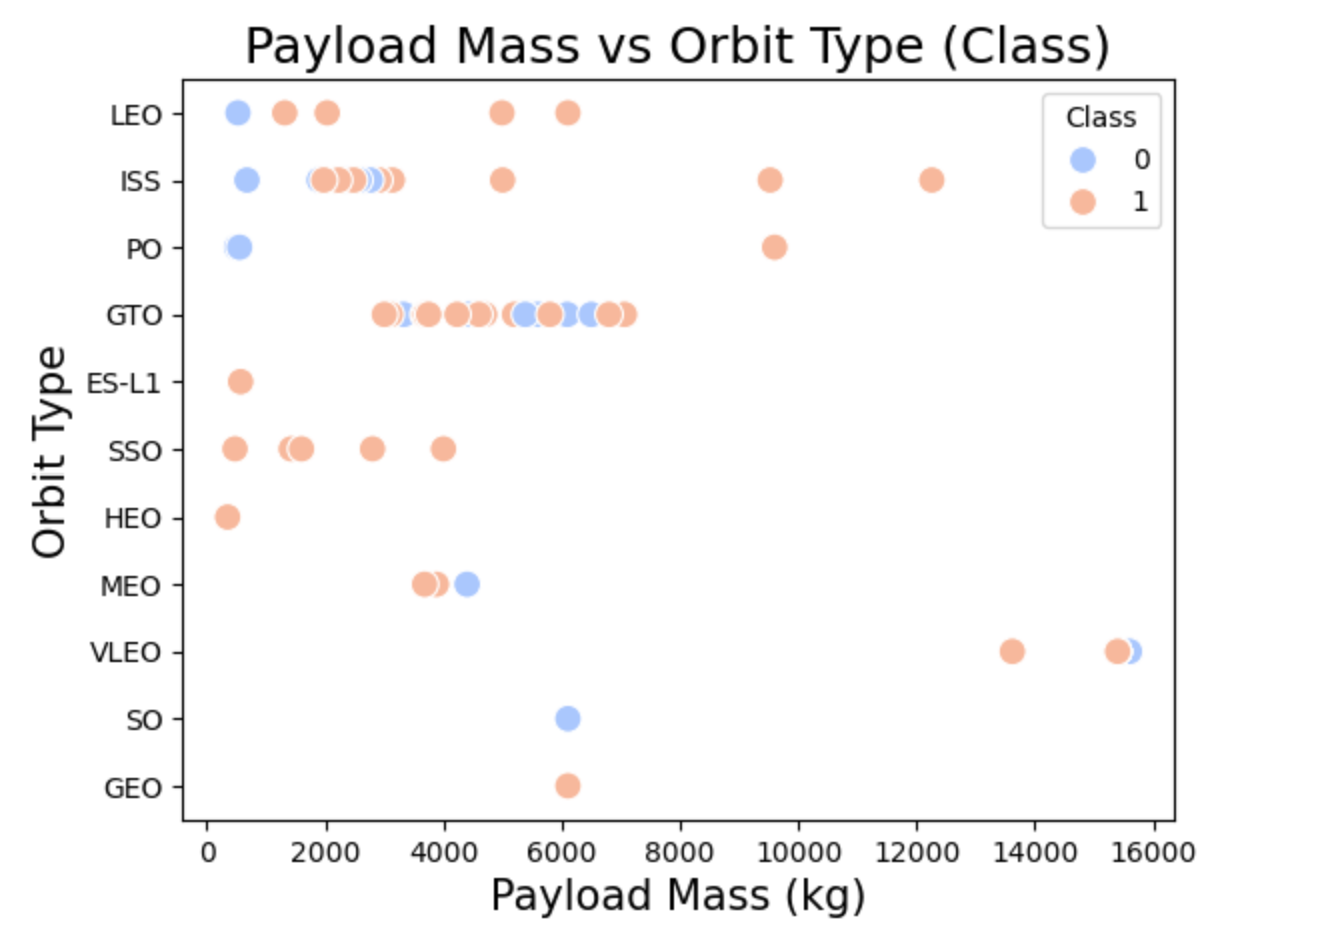 Payload Mass vs Orbit Type (Class)
Orbit Type
LEO
ISS
PO
GTO
ES-L1
SSO
HEO
MEO
VLEO
SO
GEO
Class
0
1
0 2000 4000 6000 8000 10000 12000 14000 16000
Payload Mass (kg)